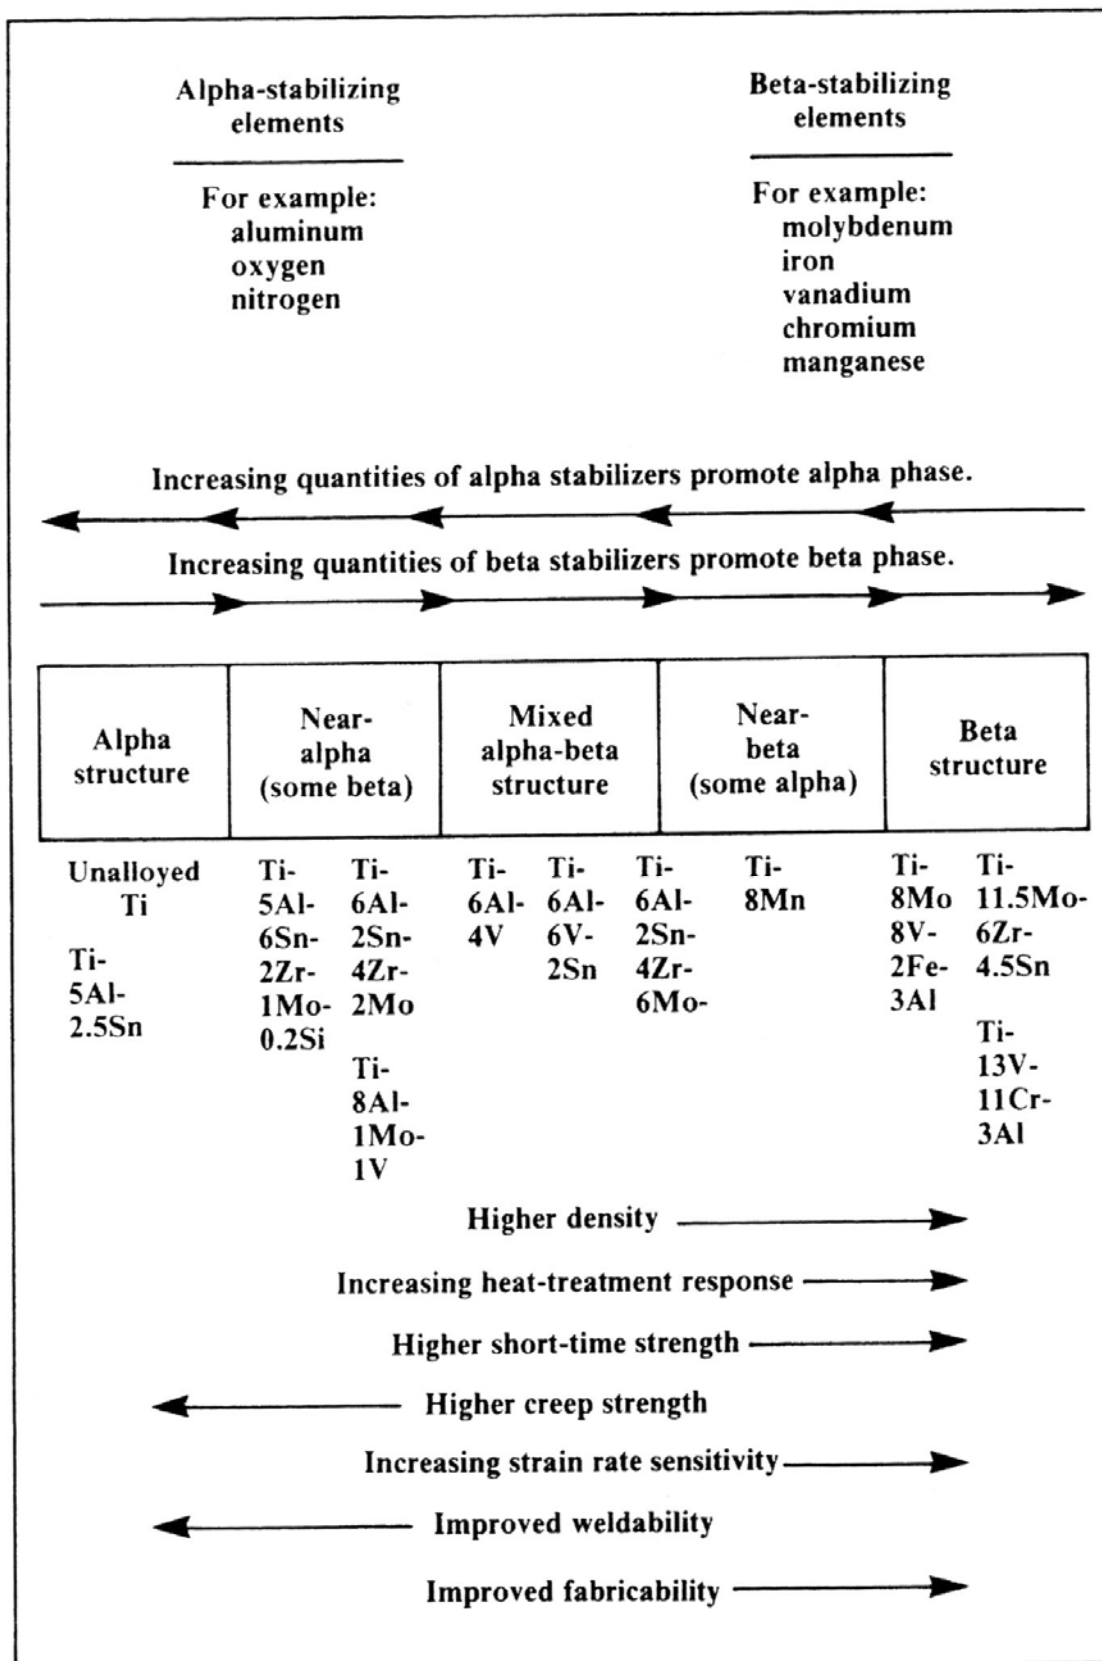 Alpha-stabilizing
elements
For example:
aluminum
oxygen
nitrogen
Beta-stabilizing
elements
For example:
molybdenum
iron
vanadium
chromium
manganese
Increasing quantities of alpha stabilizers promote alpha phase.
Increasing quantities of beta stabilizers promote beta phase.
Alpha
structure
Near-
alpha
(some beta)
Mixed
alpha-beta
structure
Near-
beta
(some alpha)
Beta
structure
Unalloyed
Ti
Ti-
5Al-
2.5Sn
Ti-
5Al-
6Sn-
2Zr-
1Mo-
0.2Si
Ti-
6Al-
2Sn-
4Zr-
2Mo
Ti-
8Al-
1Mo-
1V
Ti-
6Al-
4V
Ti-
6Al-
6V-
2Sn
Ti-
6Al-
2Sn-
4Zr-
6Mo-
Ti-
8Mn
Ti-
8Mo
8V-
2Fe-
3Al
Ti-
11.5Mo-
6Zr-
4.5Sn
Ti-
13V-
11Cr-
3Al
Higher density
Increasing heat-treatment response
Higher short-time strength
Higher creep strength
Increasing strain rate sensitivity
Improved weldability
Improved fabricability